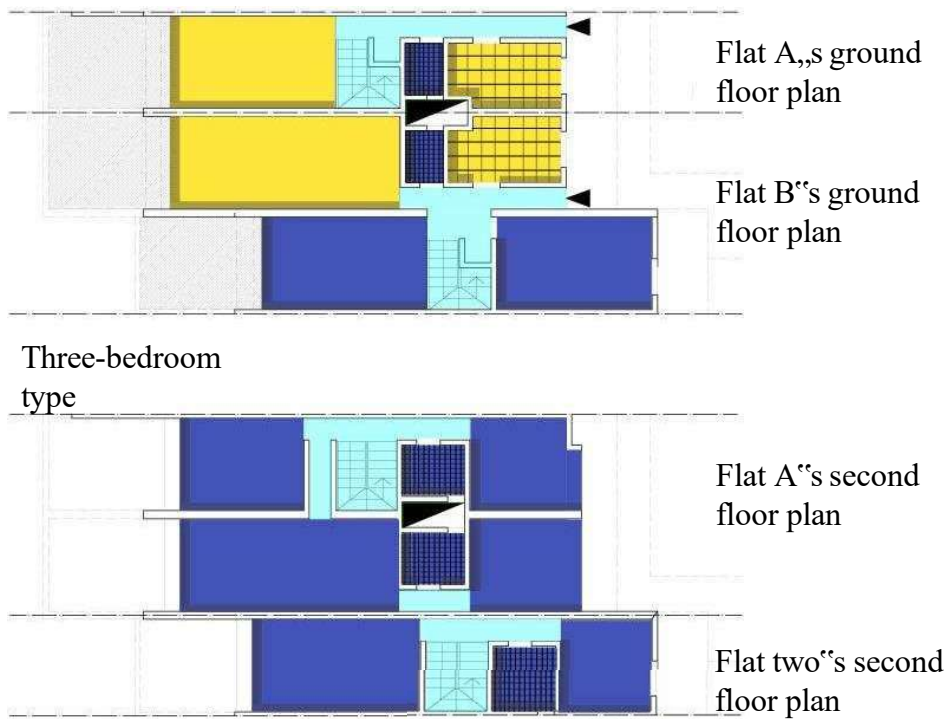 Flat A„s ground
floor plan
Flat B‟s ground
floor plan
Three-bedroom
type
Flat A‟s second
floor plan
Flat two‟s second
floor plan